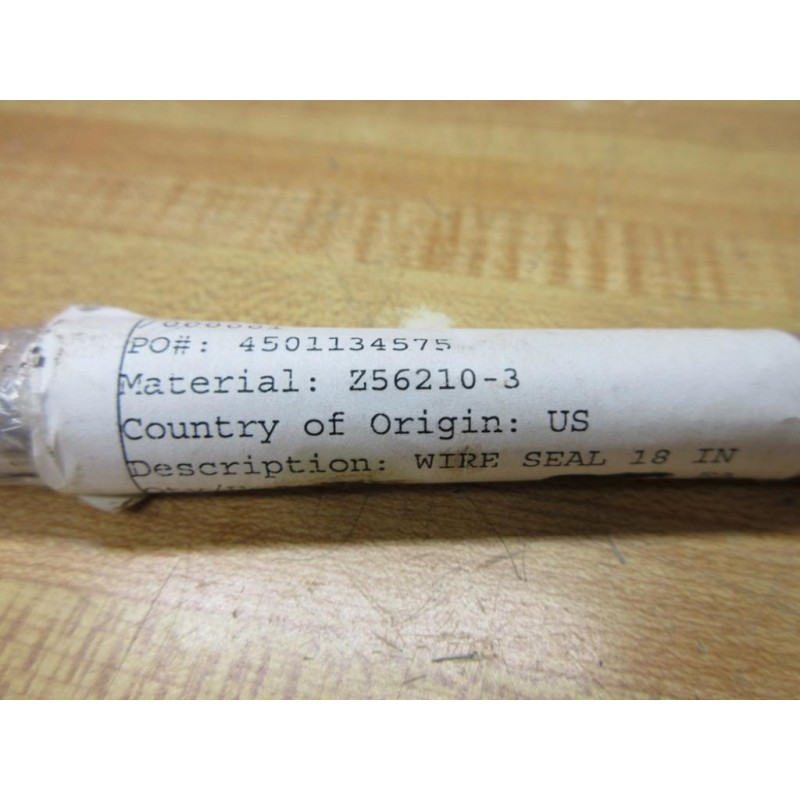 PO#: 4501134575
Material: Z56210-3
Country of Origin: US
Description: WIRE SEAL 18 IN